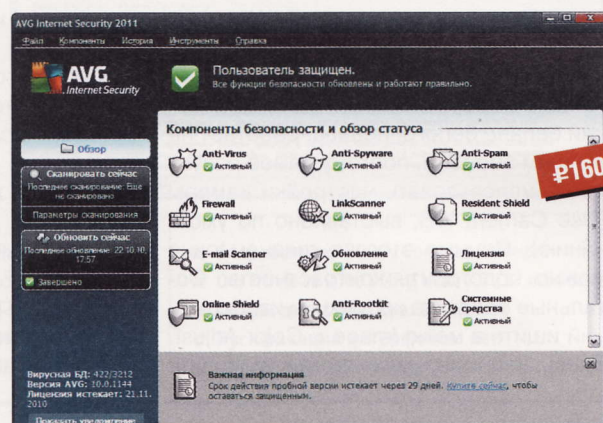 AVG Internet Security 2011
Файл Компоненты История Инструменты Справка
AVG.
Internet Security
Пользователь защищен.
Все функции безопасности обновлены и работают правильно.
Обзор
Сканировать сейчас
Последнее сканирование: Еще
не сканировано
Параметры сканирования
Обновить сейчас
Последнее обновление: 22.10.10,
17:57
Завершено
Вирусная БД: 422/3212
Версия AVG: 10.0.1144
Лицензия истекает: 21.11.
2010
Показать уведомление
Компоненты безопасности и обзор статуса
Anti-Virus
Активный
Anti-Spyware
Активный
Anti-Spam
Активный
₽160
Firewall
Активный
LinkScanner
Активный
Resident Shield
Активный
E-mail Scanner
Активный
Обновление
Активный
Лицензия
Активный
Online Shield
Активный
Anti-Rootkit
Активный
Системные
средства
Активный
Важная информация
Срок действия пробной версии истекает через 29 дней. Купите сейчас, чтобы
оставаться защищенным.